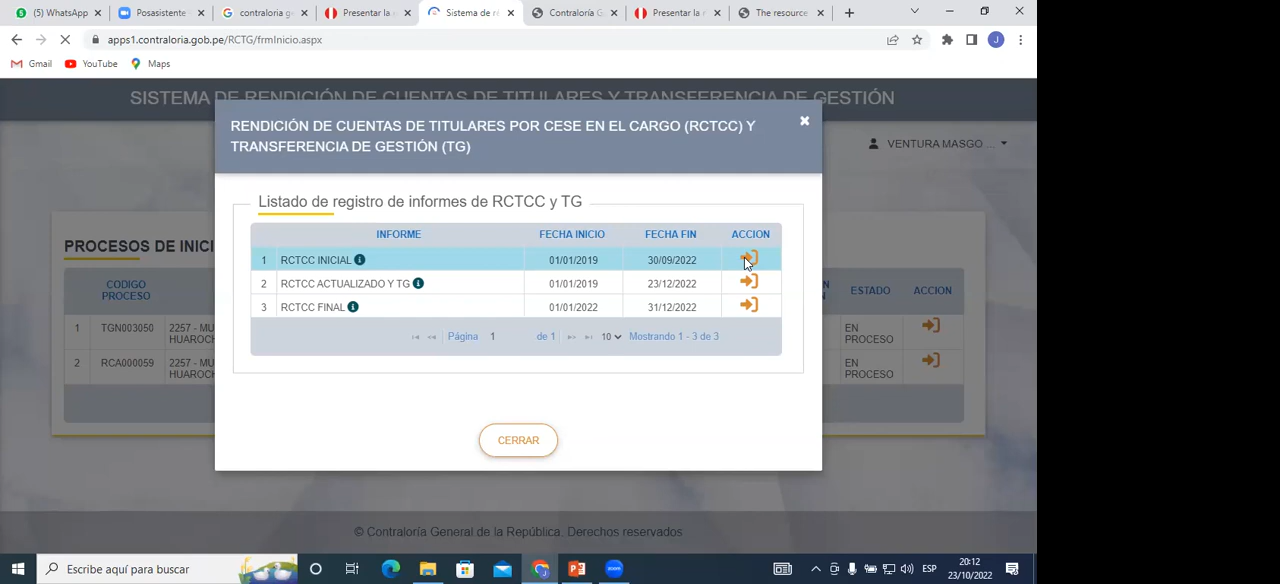 (5) WhatsApp
Posasistente
contraloria g
Presentar la
Sistema de re
Contraloría G
Presentar la r
The resource
apps1.contraloria.gob.pe/RCTG/frmInicio.aspx
J
Gmail
YouTube
Maps
SISTEMA DE RENDICIÓN DE CUENTAS DE TITULARES Y TRANSFERENCIA DE GESTIÓN
VENTURA MASGO ...
RENDICIÓN DE CUENTAS DE TITULARES POR CESE EN EL CARGO (RCTCC) Y
TRANSFERENCIA DE GESTIÓN (TG)
Listado de registro de informes de RCTCC y TG
INFORME FECHA INICIO FECHA FIN ACCION
1 RCTCC INICIAL 01/01/2019 30/09/2022
2 RCTCC ACTUALIZADO Y TG 01/01/2019 23/12/2022
3 RCTCC FINAL 01/01/2022 31/12/2022
Página 1 de 1 10 Mostrando 1 - 3 de 3
CERRAR
PROCESOS DE INICI
CODIGO
PROCESO
ESTADO ACCION
1 TGN003050 2257 - MU
HUAROCH
EN
PROCESO
2 RCA000059 2257 - MU
HUAROCH
EN
PROCESO
© Contraloría General de la República. Derechos reservados
Escribe aquí para buscar
zoom
ESP
20:12
23/10/2022